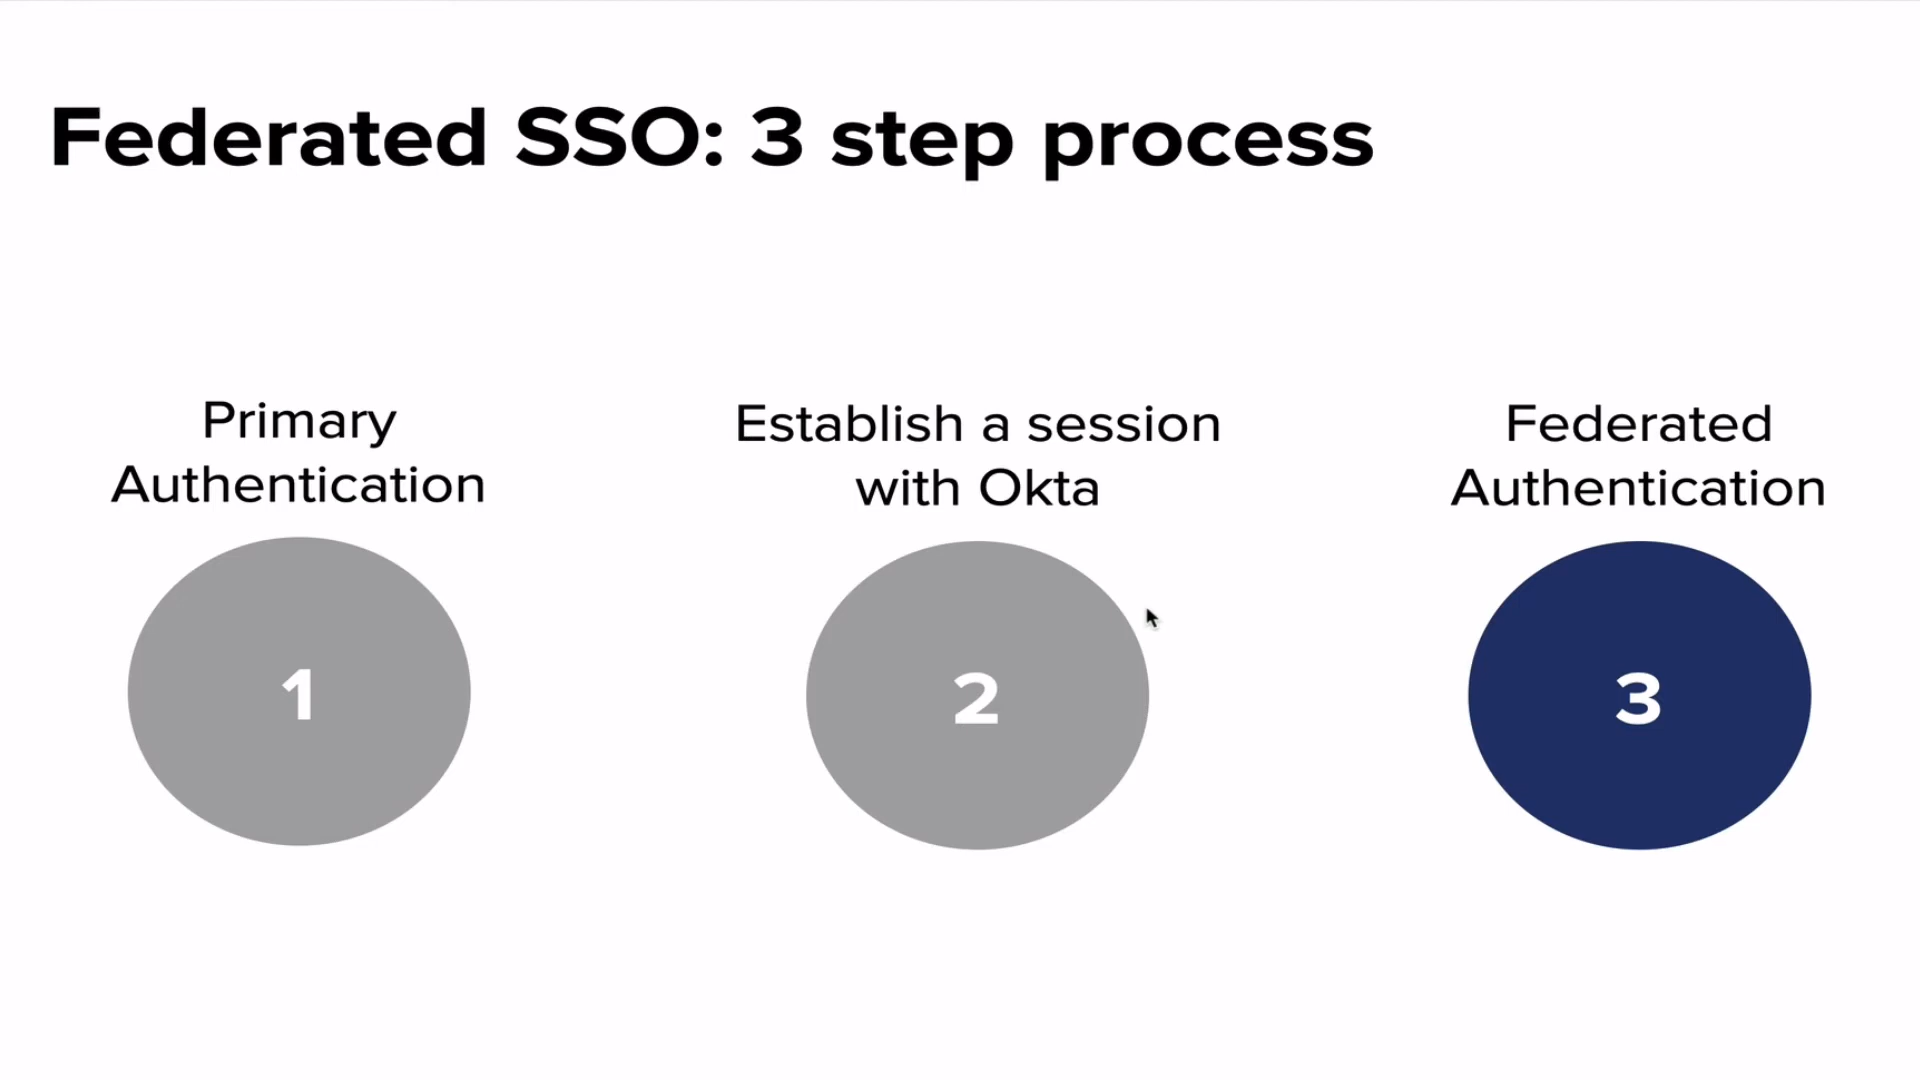 Federated SSO: 3 step process
Primary
Authentication
1
Establish a session
with Okta
2
Federated
Authentication
3